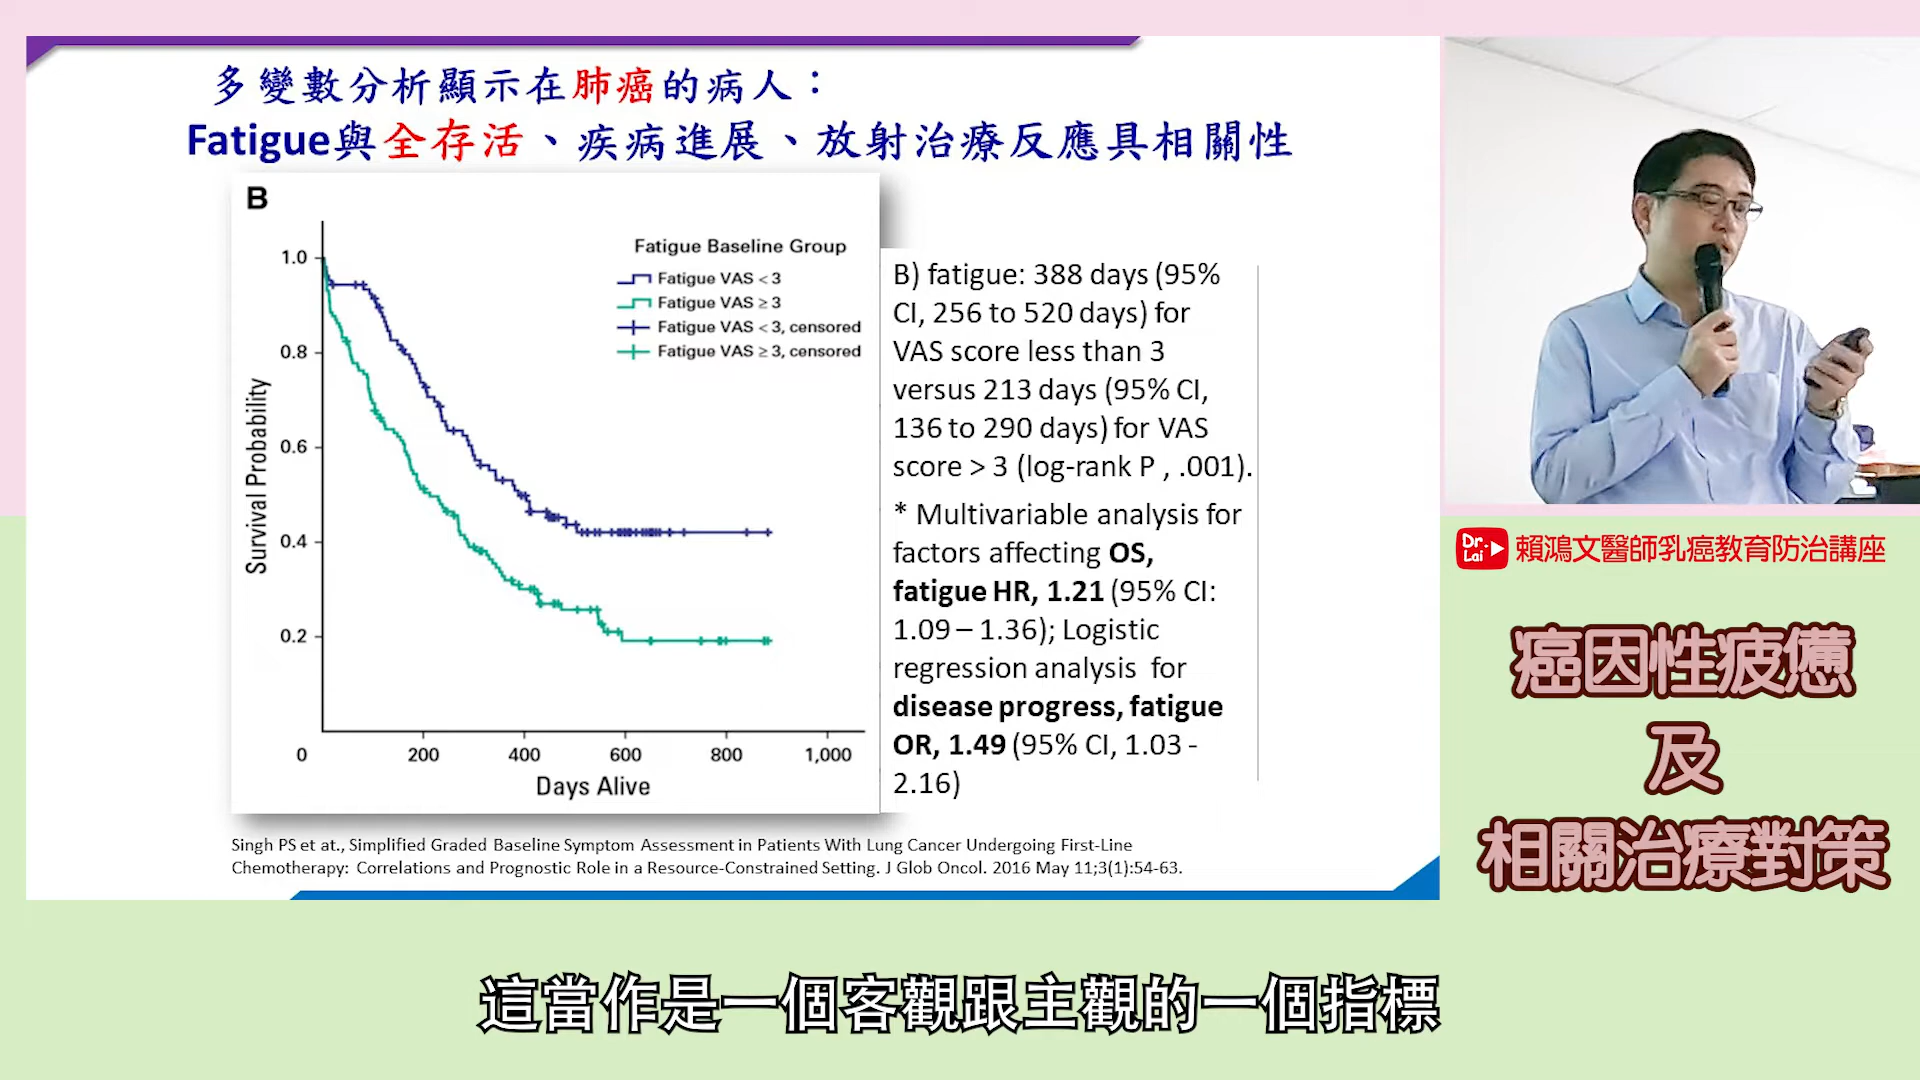 多變數分析顯示在肺癌的病人：
Fatigue與全存活、疾病進展、放射治療反應具相關性
B
Fatigue Baseline Group
Fatigue VAS < 3
Fatigue VAS ≥ 3
Fatigue VAS < 3, censored
Fatigue VAS ≥ 3, censored
1.0
0.8
0.6
0.4
0.2
Survival Probability
0
200
400
600
800
1,000
Days Alive
B) fatigue: 388 days (95%
CI, 256 to 520 days) for
VAS score less than 3
versus 213 days (95% CI,
136 to 290 days) for VAS
score > 3 (log-rank P , .001).
* Multivariable analysis for
factors affecting OS,
fatigue HR, 1.21 (95% CI:
1.09 – 1.36); Logistic
regression analysis for
disease progress, fatigue
OR, 1.49 (95% CI, 1.03 -
2.16)
Singh PS et at., Simplified Graded Baseline Symptom Assessment in Patients With Lung Cancer Undergoing First-Line
Chemotherapy: Correlations and Prognostic Role in a Resource-Constrained Setting. J Glob Oncol. 2016 May 11;3(1):54-63.
Dr.
Lai
賴鴻文醫師乳癌教育防治講座
癌因性疲憊
及
相關治療對策
這當作是一個客觀跟主觀的一個指標